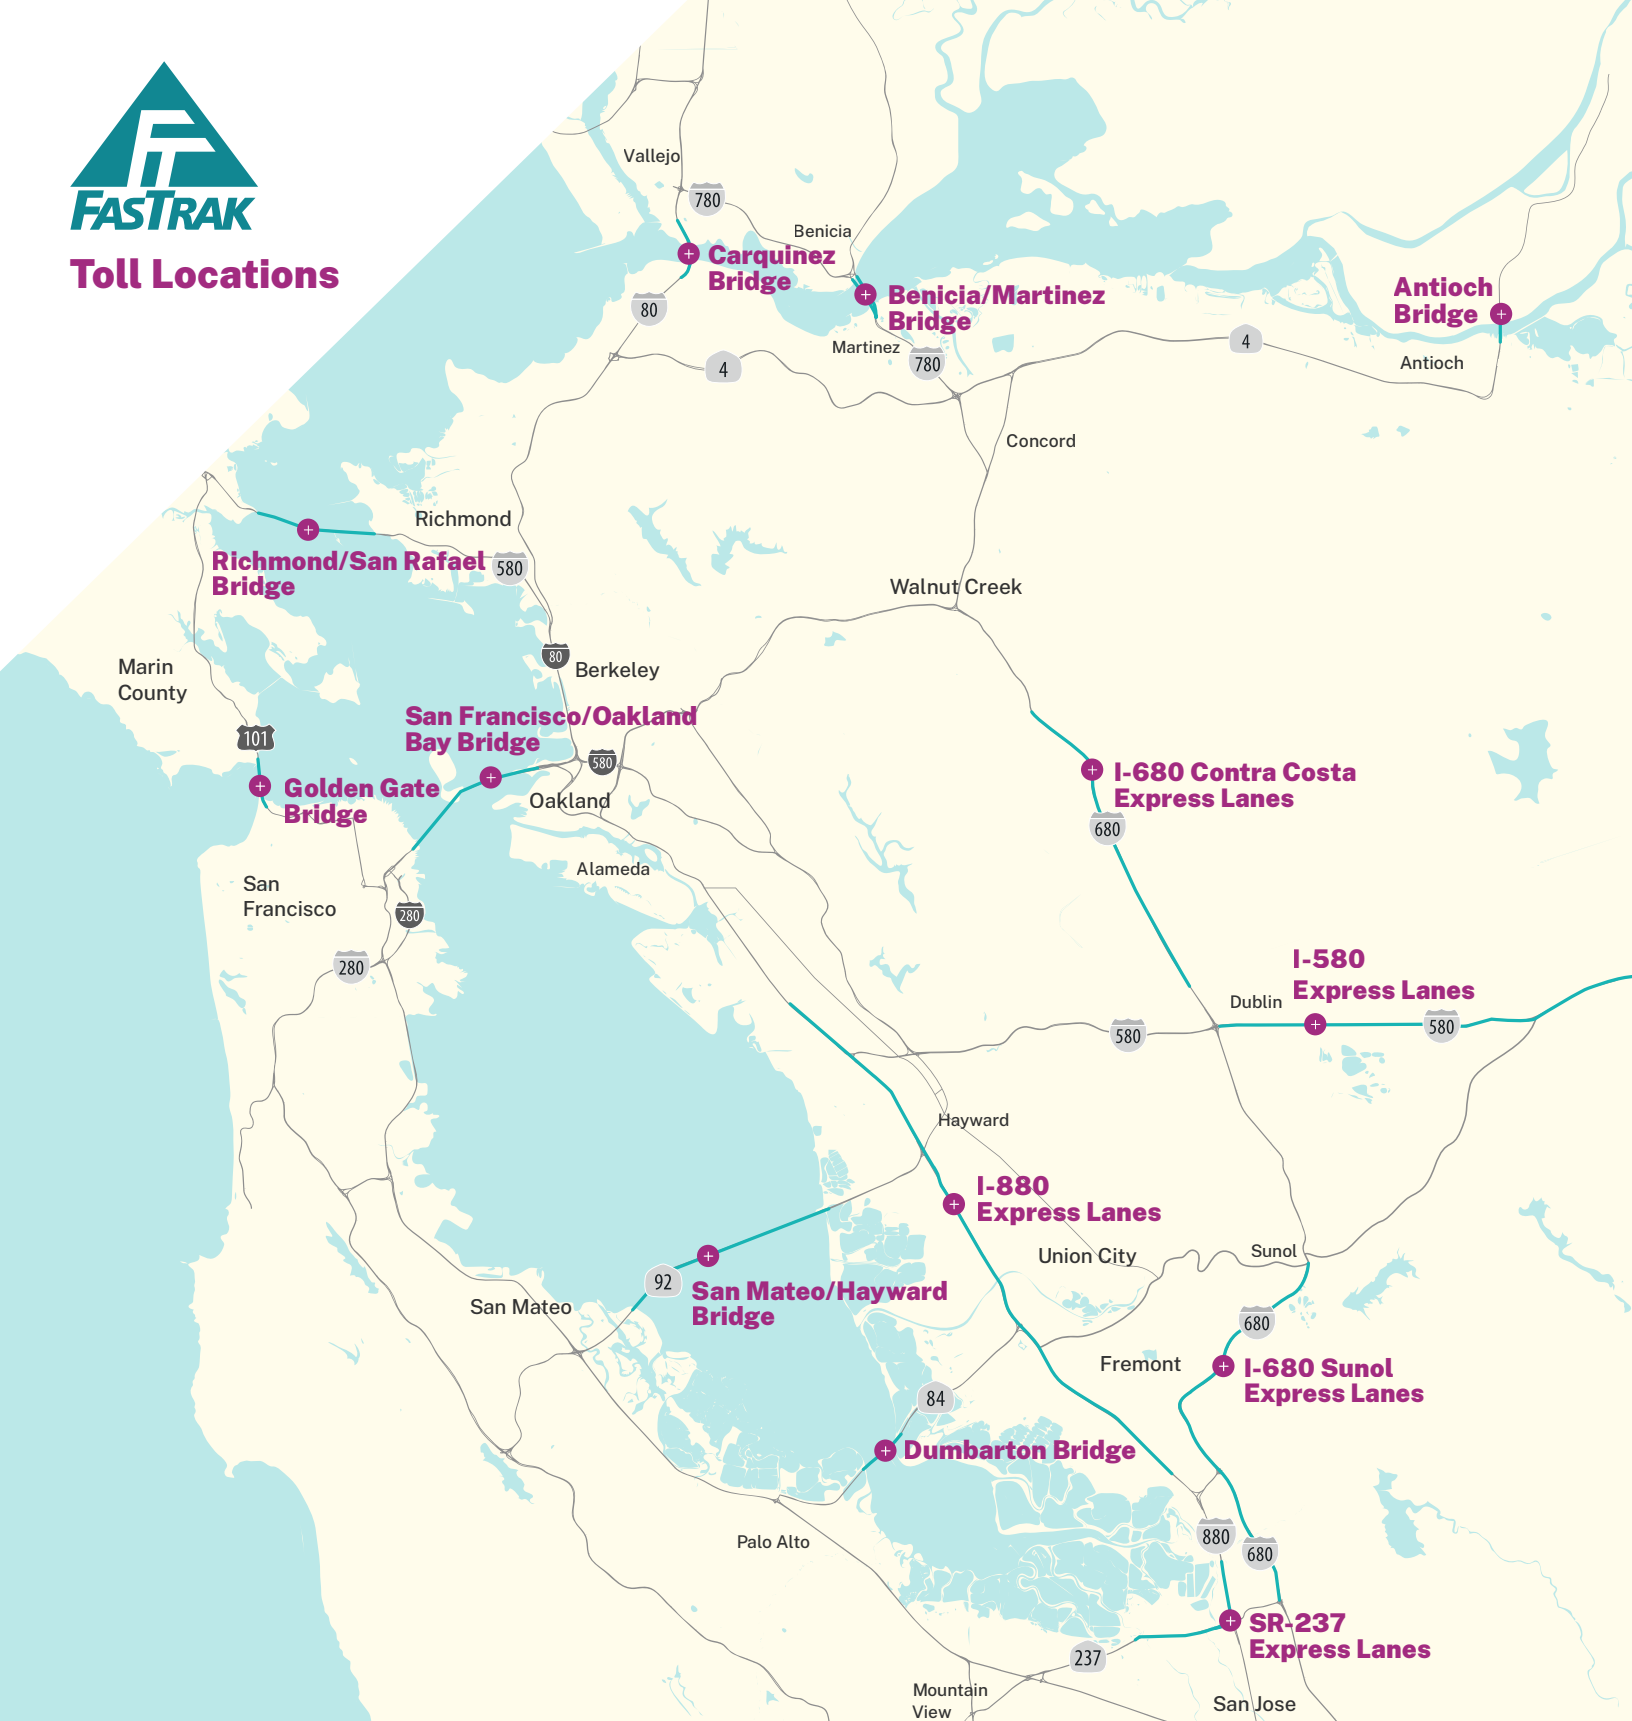 FASTRAK
Toll Locations
Vallejo
780
Benicia
Carquinez
Bridge
80
Benicia/Martinez
Bridge
Antioch
Bridge
Martinez
780
4
4
Antioch
Concord
Richmond
Richmond/San Rafael
Bridge
580
Walnut Creek
80
Berkeley
Marin
County
San Francisco/Oakland
Bay Bridge
101
580
Golden Gate
Bridge
Oakland
I-680 Contra Costa
Express Lanes
680
Alameda
San
Francisco
280
280
I-580
Express Lanes
Dublin
580
580
Hayward
I-880
Express Lanes
Union City
Sunol
92
San Mateo/Hayward
Bridge
San Mateo
680
Fremont
I-680 Sunol
Express Lanes
84
Dumbarton Bridge
Palo Alto
880
680
SR-237
Express Lanes
237
Mountain
View
San Jose